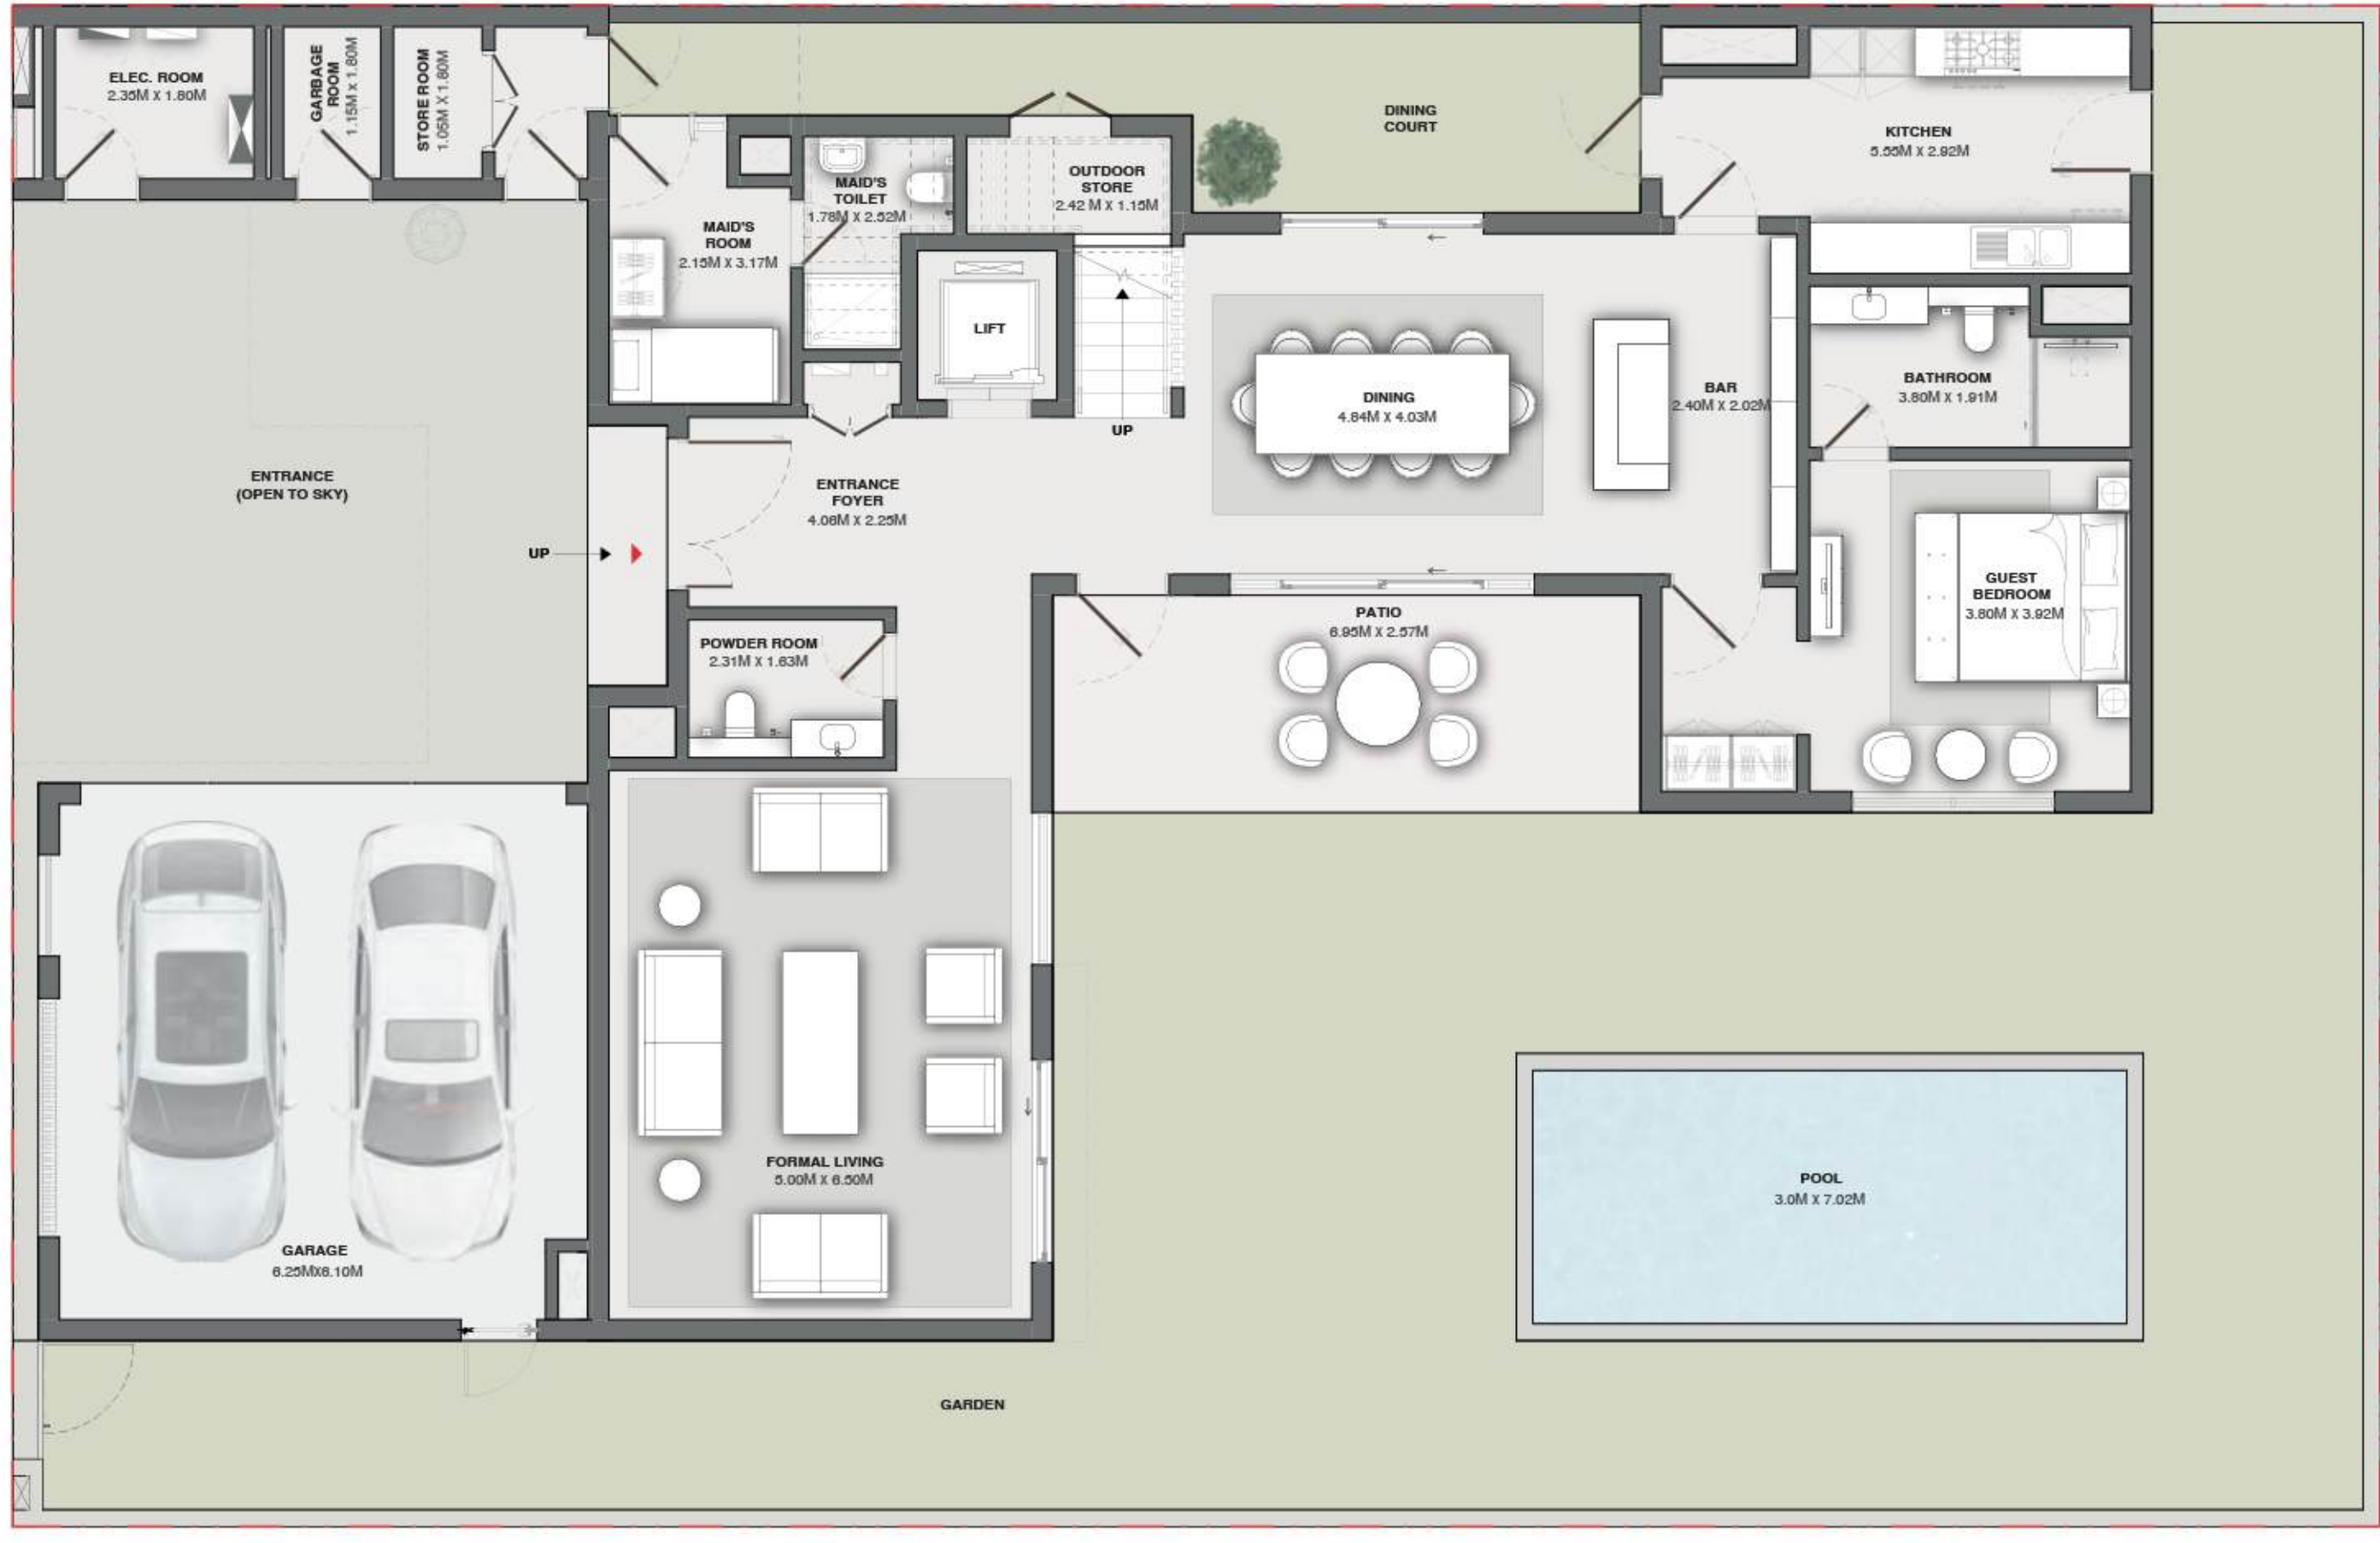 ELEC. ROOM
2.35M X 1.80M
GARBAGE
ROOM
1.15M X 1.80M
STORE ROOM
1.05M X 1.80M
DINING
COURT
KITCHEN
5.55M X 2.92M
MAID'S
TOILET
1.78M X 2.52M
OUTDOOR
STORE
2.42 M X 1.15M
MAID'S
ROOM
2.15M X 3.17M
LIFT
UP
DINING
4.84M X 4.03M
BAR
2.40M X 2.02M
BATHROOM
3.80M X 1.91M
ENTRANCE
(OPEN TO SKY)
UP
ENTRANCE
FOYER
4.08M X 2.25M
GUEST
BEDROOM
3.80M X 3.92M
PATIO
6.95M X 2.57M
POWDER ROOM
2.31M X 1.63M
FORMAL LIVING
5.00M X 6.50M
POOL
3.0M X 7.02M
GARAGE
6.25MX6.10M
GARDEN